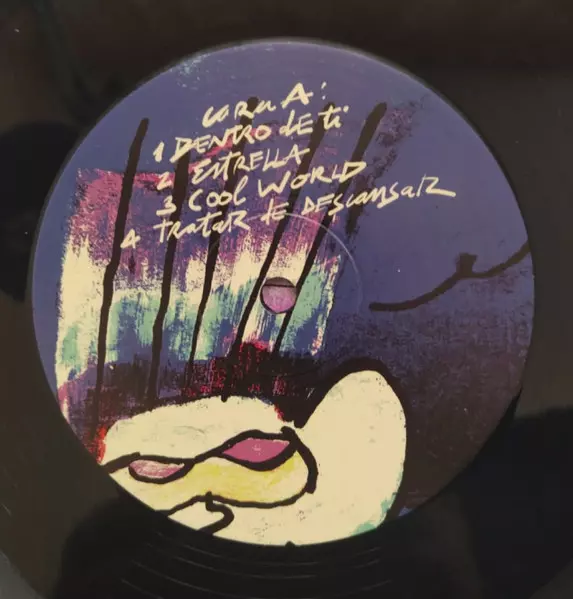 cara A:
1 DENTRO de ti
2 ESTRELLA
3 COOL WORLD
4 TRATAR de DESCANSAR